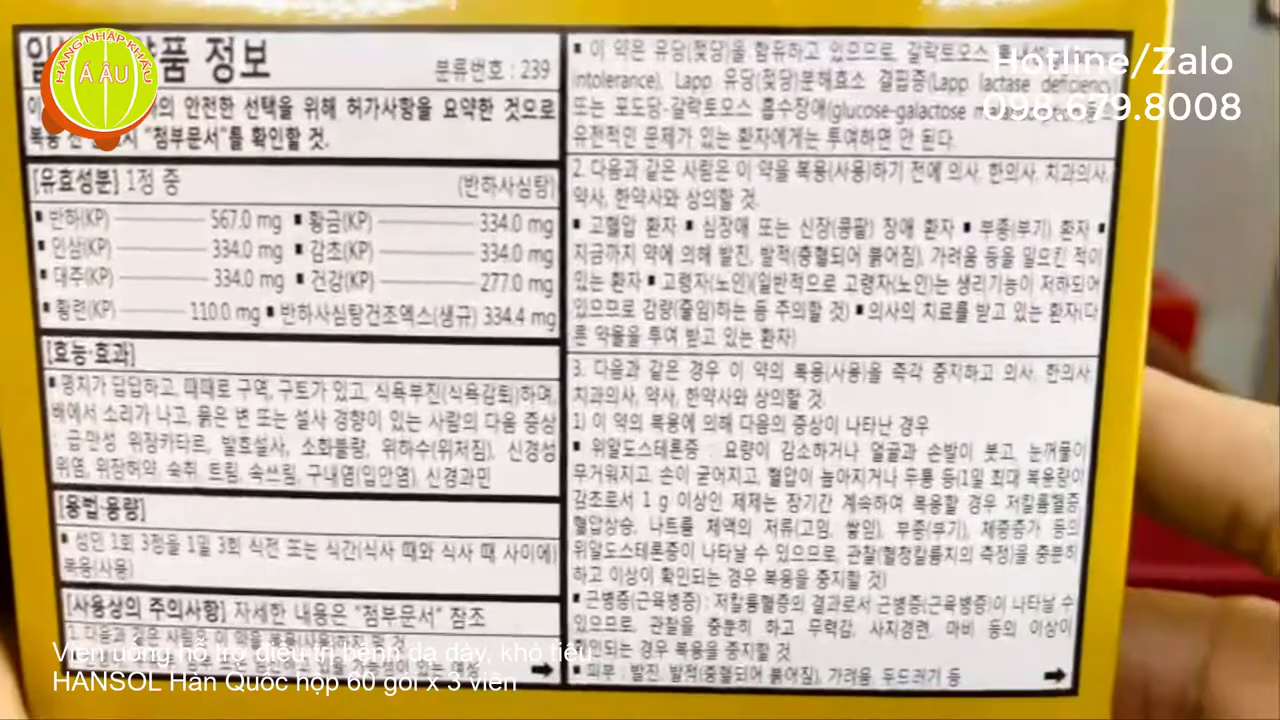 HÀNG NHẬP KHẨU
Á ÂU
품 정보
분류번호 : 239
의 안전한 선택을 위해 허가사항을 요약한 것으로
"첨부문서"를 확인할 것.
[유효성분] 1정 중 (반하사심탕)
▪ 반하(KP) 567.0 mg ▪ 황금(KP) 334.0 mg
▪ 인삼(KP) 334.0 mg ▪ 감초(KP) 334.0 mg
▪ 대주(KP) 334.0 mg ▪ 건강(KP) 277.0 mg
▪ 황련(KP) 110.0 mg ▪ 반하사심탕건조엑스(생규) 334.4 mg
[효능·효과]
▪ 명치가 답답하고, 때때로 구역, 구토가 있고, 식욕부진(식욕감퇴)하며,
배에서 소리가 나고, 묽은 변 또는 설사 경향이 있는 사람의 다음 증상
: 급·만성 위장카타르, 발효설사, 소화불량, 위하수(위처짐), 신경성
위염, 위장허약, 숙취, 트림, 속쓰림, 구내염(입안염), 신경과민
[용법·용량]
▪ 성인 1회 3정을 1일 3회 식전 또는 식간(식사 때와 식사 때 사이에)
복용(사용)
[사용상의 주의사항] 자세한 내용은 "첨부문서" 참조
1. 다음과 같은 사람은 이 약을 복용(사용)하지 말 것
▪ 이 약은 유당(젖당)을 함유하고 있으므로, 갈락토오스
intolerance), Lapp 유당(젖당)분해효소 결핍증(Lapp lactase deficiency)
또는 포도당-갈락토오스 흡수장애(glucose-galactose
유전적인 문제가 있는 환자에게는 투여하면 안 된다.
2. 다음과 같은 사람은 이 약을 복용(사용)하기 전에 의사, 한의사, 치과의사,
약사, 한약사와 상의할 것.
▪ 고혈압 환자 ▪ 심장애 또는 신장(콩팥) 장애 환자 ▪ 부종(부기) 환자 ▪
지금까지 약에 의해 발진, 발적(충혈되어 붉어짐), 가려움 등을 일으킨 적이
있는 환자 ▪ 고령자(노인)(일반적으로 고령자(노인)는 생리기능이 저하되어
있으므로 감량(줄임)하는 등 주의할 것) ▪ 의사의 치료를 받고 있는 환자(다
른 약물을 투여 받고 있는 환자)
3. 다음과 같은 경우 이 약의 복용(사용)을 즉각 중지하고 의사, 한의사,
치과의사, 약사, 한약사와 상의할 것.
1) 이 약의 복용에 의해 다음의 증상이 나타난 경우
▪ 위알도스테론증 : 요량이 감소하거나 얼굴과 손발이 붓고, 눈꺼풀이
무거워지고, 손이 굳어지고, 혈압이 높아지거나 두통 등(1일 최대 복용량이
감초로서 1 g 이상인 제제는 장기간 계속하여 복용할 경우 저칼륨혈증
혈압상승, 나트륨 체액의 저류(고임, 쌓임), 부종(부기), 체중증가 등의
위알도스테론증이 나타날 수 있으므로, 관찰(혈청칼륨치의 측정)을 충분히
하고 이상이 확인되는 경우 복용을 중지할 것)
▪ 근병증(근육병증) : 저칼륨혈증의 결과로서 근병증(근육병증)이 나타날 수
있으므로, 관찰을 충분히 하고 무력감, 사지경련, 마비 등의 이상이
확인되는 경우 복용을 중지할 것
▪ 피부 : 발진, 발적(충혈되어 붉어짐), 가려움, 두드러기 등
Hotline/Zalo
098.679.8008
Viên uống hỗ trợ điều trị bệnh dạ dày, khó tiêu
HANSOL Hàn Quốc hộp 60 gói x 3 viên